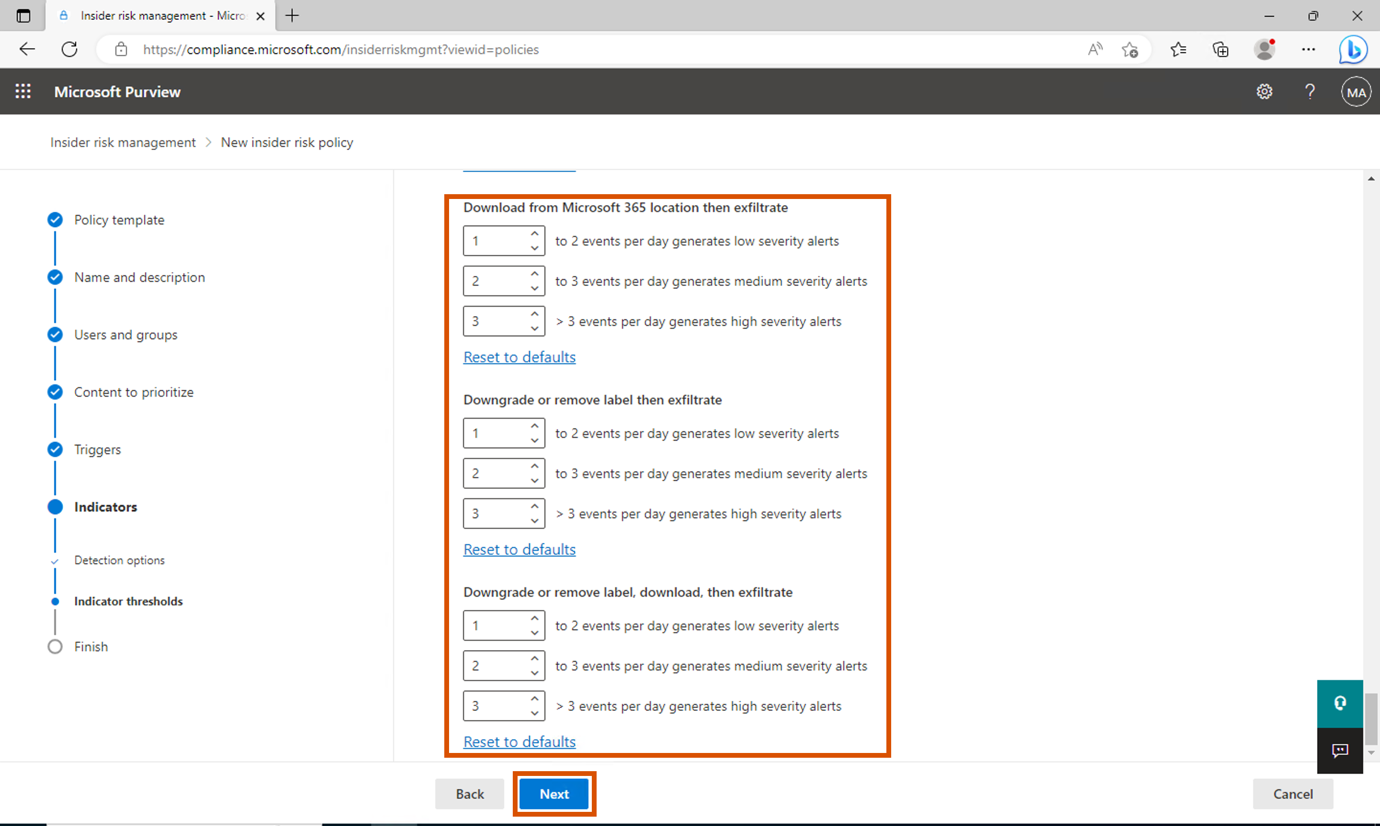 Insider risk management - Micro
https://compliance.microsoft.com/insiderriskmgmt?viewid=policies
Microsoft Purview
MA
Insider risk management > New insider risk policy
Policy template
Name and description
Users and groups
Content to prioritize
Triggers
Indicators
Detection options
Indicator thresholds
Finish
Download from Microsoft 365 location then exfiltrate
1 to 2 events per day generates low severity alerts
2 to 3 events per day generates medium severity alerts
3 > 3 events per day generates high severity alerts
Reset to defaults
Downgrade or remove label then exfiltrate
1 to 2 events per day generates low severity alerts
2 to 3 events per day generates medium severity alerts
3 > 3 events per day generates high severity alerts
Reset to defaults
Downgrade or remove label, download, then exfiltrate
1 to 2 events per day generates low severity alerts
2 to 3 events per day generates medium severity alerts
3 > 3 events per day generates high severity alerts
Reset to defaults
Back
Next
Cancel